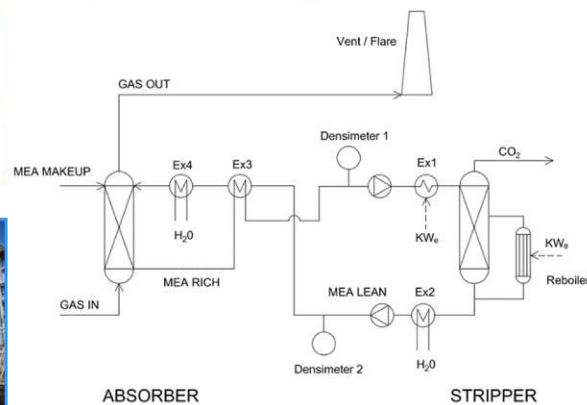 Vent / Flare
GAS OUT
Densimeter 1
MEA MAKEUP
Ex4
Ex3
Ex1
CO₂
H₂0
KWₑ
KWₑ
MEA RICH
MEA LEAN
Ex2
Reboiler
GAS IN
H₂0
Densimeter 2
ABSORBER
STRIPPER